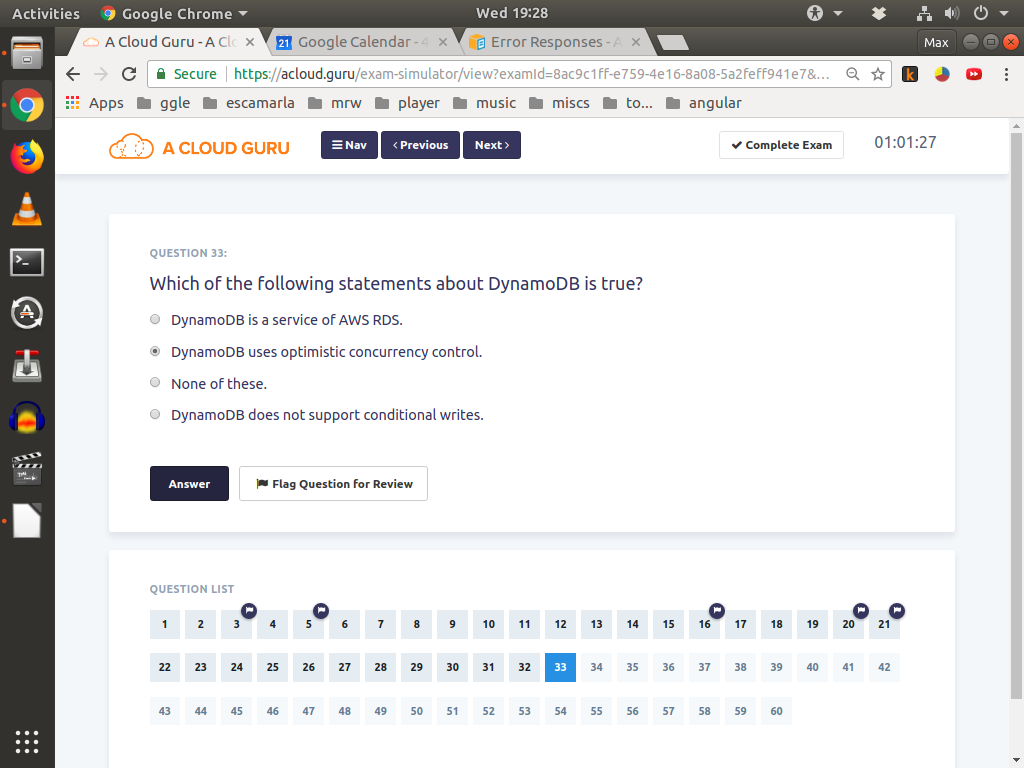 Activities Google Chrome Wed 19:28
A Cloud Guru - A Cl Google Calendar - 4 Error Responses - A Max
Secure https://acloud.guru/exam-simulator/view?examId=8ac9c1ff-e759-4e16-8a08-5a2feff941e7&...
Apps ggle escamarla mrw player music miscs to... angular
A CLOUD GURU Nav Previous Next Complete Exam 01:01:27
QUESTION 33:
Which of the following statements about DynamoDB is true?
DynamoDB is a service of AWS RDS.
DynamoDB uses optimistic concurrency control.
None of these.
DynamoDB does not support conditional writes.
Answer Flag Question for Review
QUESTION LIST
1 2 3 4 5 6 7 8 9 10 11 12 13 14 15 16 17 18 19 20 21
22 23 24 25 26 27 28 29 30 31 32 33 34 35 36 37 38 39 40 41 42
43 44 45 46 47 48 49 50 51 52 53 54 55 56 57 58 59 60